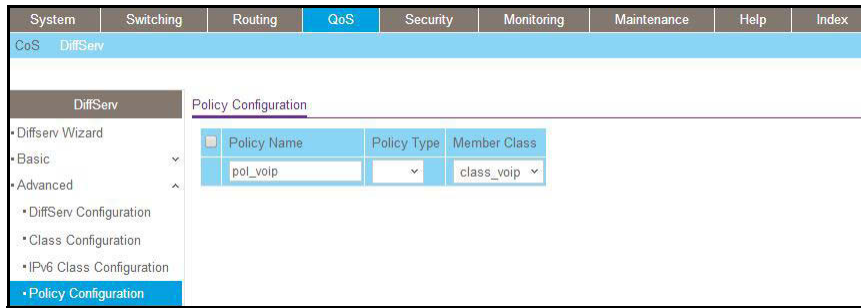 System Switching Routing QoS Security Monitoring Maintenance Help Index
CoS DiffServ
DiffServ
Policy Configuration
Diffserv Wizard
Basic
Advanced
DiffServ Configuration
Class Configuration
IPv6 Class Configuration
Policy Configuration
Policy Name Policy Type Member Class
pol_voip class_voip